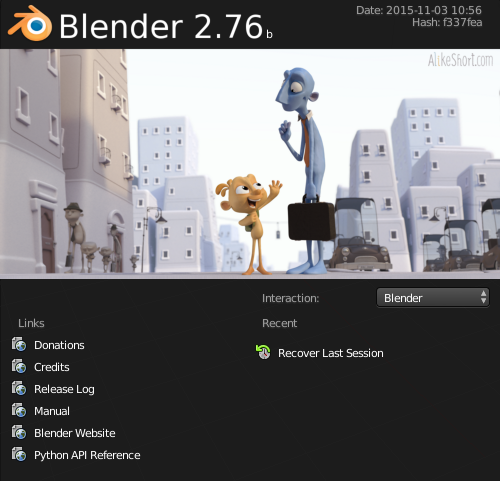 Blender 2.76 b
Date: 2015-11-03 10:56
Hash: f337fea
AlikeShort.com
Interaction:
Blender
Links
Recent
Donations
Recover Last Session
Credits
Release Log
Manual
Blender Website
Python API Reference